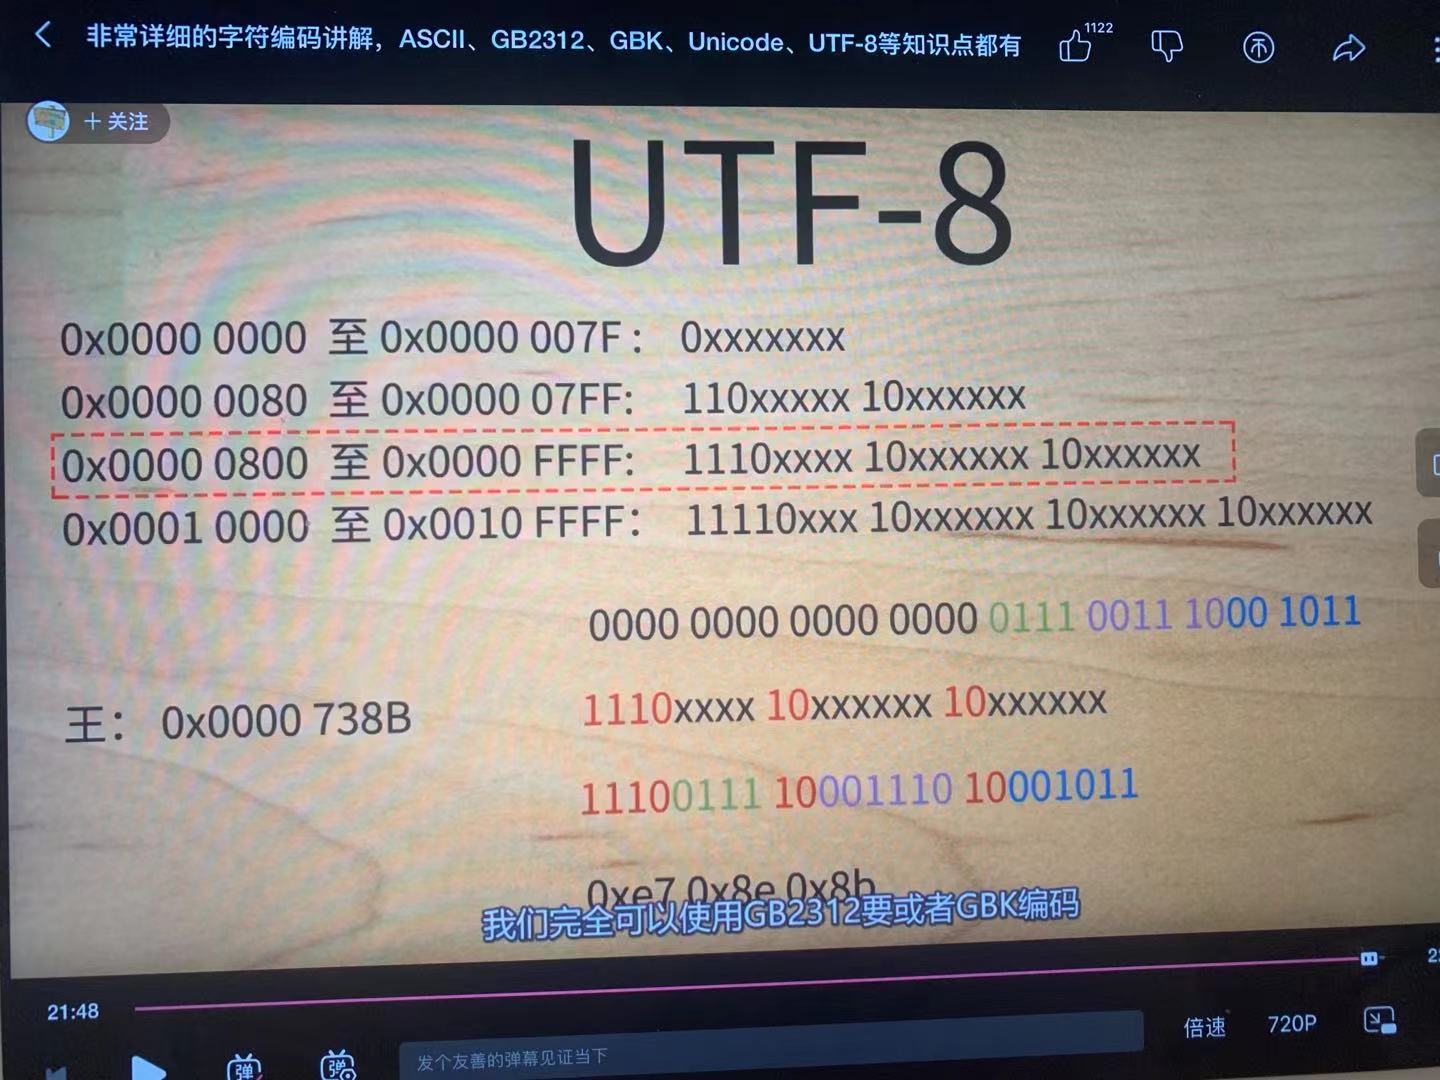 非常详细的字符编码讲解，ASCII、GB2312、GBK、Unicode、UTF-8等知识点都有
1122
＋ 关注
UTF-8
0x0000 0000 至 0x0000 007F： 0xxxxxxx
0x0000 0080 至 0x0000 07FF: 110xxxxx 10xxxxxx
0x0000 0800 至 0x0000 FFFF: 1110xxxx 10xxxxxx 10xxxxxx
0x0001 0000 至 0x0010 FFFF： 11110xxx 10xxxxxx 10xxxxxx 10xxxxxx
0000 0000 0000 0000 0111 0011 1000 1011
王： 0x0000 738B
1110xxxx 10xxxxxx 10xxxxxx
11100111 10001110 10001011
0xe7 0x8e 0x8b
我们完全可以使用GB2312要或者GBK编码
21:48
倍速
720P
弹
弹
发个友善的弹幕见证当下